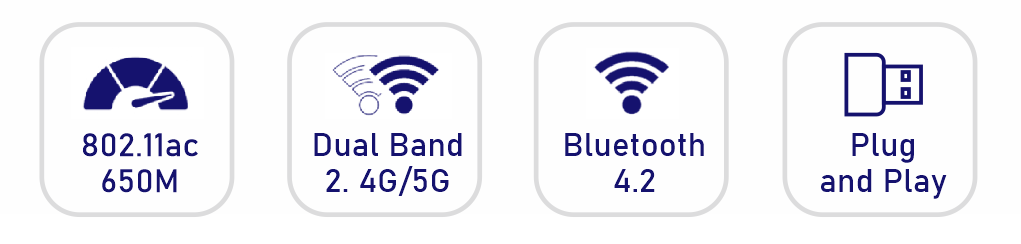 802.11ac
650M
Dual Band
2. 4G/5G
Bluetooth
4.2
Plug
and Play